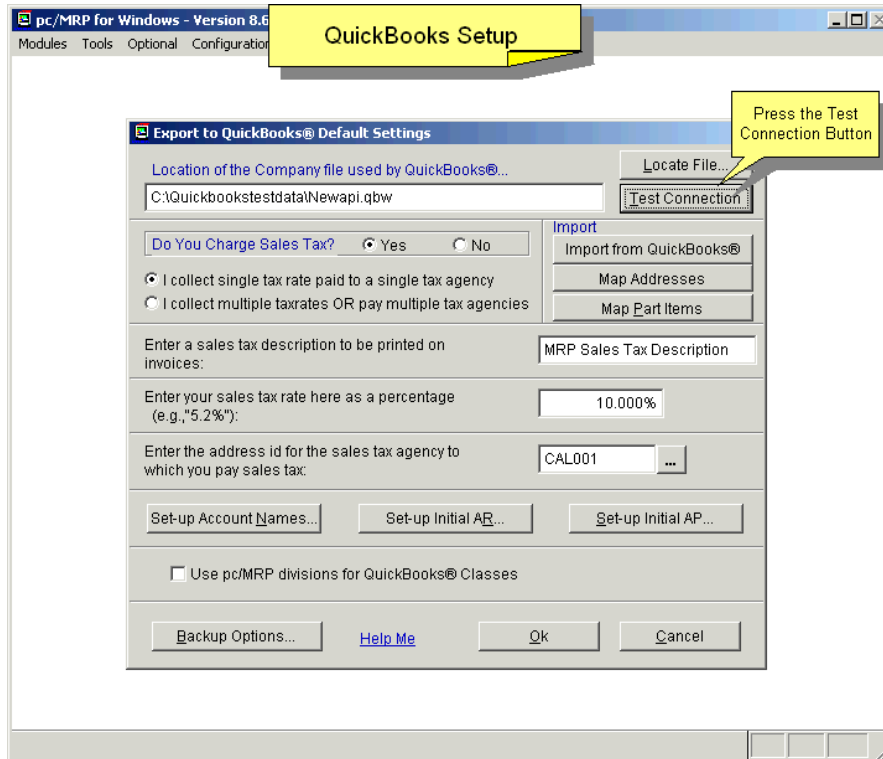 pc/MRP for Windows - Version 8.6
QuickBooks Setup
Modules Tools Optional Configuration
Press the Test
Connection Button
Export to QuickBooks® Default Settings
Location of the Company file used by QuickBooks®...
Locate File...
C:\Quickbookstestdata\Newapi.qbw
Test Connection
Do You Charge Sales Tax? Yes No
Import
Import from QuickBooks®
I collect single tax rate paid to a single tax agency
Map Addresses
I collect multiple taxrates OR pay multiple tax agencies
Map Part Items
Enter a sales tax description to be printed on
invoices:
MRP Sales Tax Description
Enter your sales tax rate here as a percentage
(e.g.,"5.2%"):
10.000%
Enter the address id for the sales tax agency to
which you pay sales tax:
CAL001
...
Set-up Account Names... Set-up Initial AR... Set-up Initial AP...
Use pc/MRP divisions for QuickBooks® Classes
Backup Options... Help Me Ok Cancel